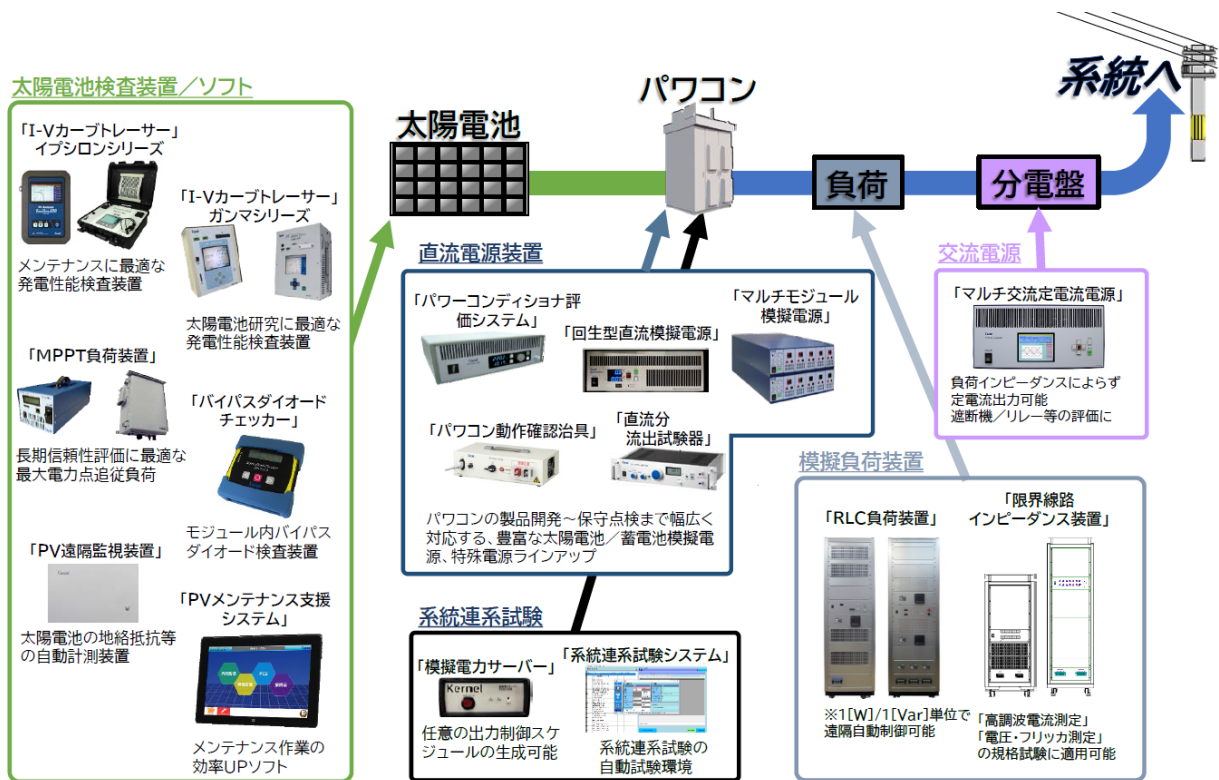 太陽電池検査装置／ソフト
「I-Vカーブトレーサー」
イプシロンシリーズ
メンテナンスに最適な
発電性能検査装置
「I-Vカーブトレーサー」
ガンマシリーズ
太陽電池研究に最適な
発電性能検査装置
「MPPT負荷装置」
長期信頼性評価に最適な
最大電力点追従負荷
「バイパスダイオード
チェッカー」
モジュール内バイパス
ダイオード検査装置
「PV遠隔監視装置」
太陽電池の地絡抵抗等
の自動計測装置
「PVメンテナンス支援
システム」
メンテナンス作業の
効率UPソフト
太陽電池
パワコン
負荷
分電盤
系統へ
直流電源装置
「パワーコンディショナ評
価システム」
「回生型直流模擬電源」
「マルチモジュール
模擬電源」
「パワコン動作確認治具」
「直流分
流出試験器」
パワコンの製品開発～保守点検まで幅広く
対応する、豊富な太陽電池／蓄電池模擬電
源、特殊電源ラインアップ
系統連系試験
「模擬電力サーバー」
Kernel
任意の出力制御スケ
ジュールの生成可能
「系統連系試験システム」
系統連系試験の
自動試験環境
交流電源
「マルチ交流定電流電源」
負荷インピーダンスによらず
定電流出力可能
遮断機／リレー等の評価に
模擬負荷装置
「RLC負荷装置」
※1[W]/1[Var]単位で
遠隔自動制御可能
「限界線路
インピーダンス装置」
「高調波電流測定」
「電圧・フリッカ測定」
の規格試験に適用可能